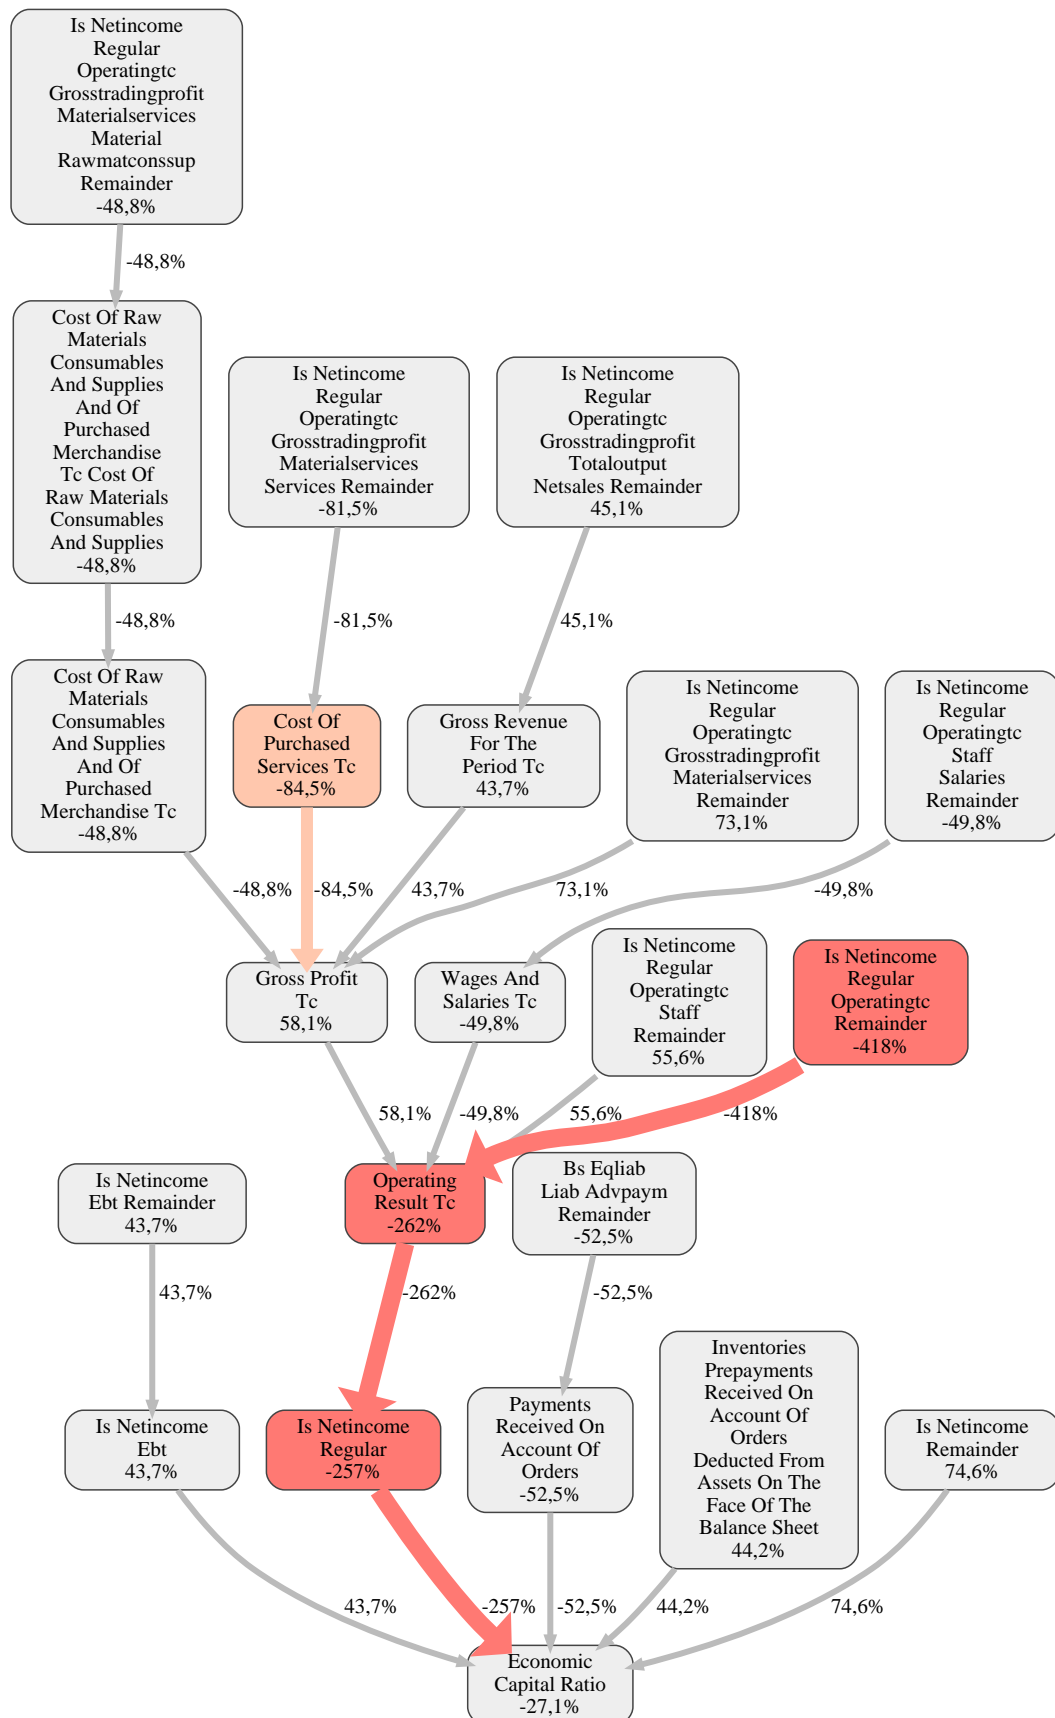 Is Netincome
Regular
Operatingtc
Grosstradingprofit
Materialservices
Material
Rawmatconssup
Remainder
-48,8%
-48,8%
Cost Of Raw
Materials
Consumables
And Supplies
And Of
Purchased
Merchandise
Tc Cost Of
Raw Materials
Consumables
And Supplies
-48,8%
Is Netincome
Regular
Operatingtc
Grosstradingprofit
Materialservices
Services Remainder
-81,5%
Is Netincome
Regular
Operatingtc
Grosstradingprofit
Totaloutput
Netsales Remainder
45,1%
-48,8%
-81,5%
45,1%
Cost Of Raw
Materials
Consumables
And Supplies
And Of
Purchased
Merchandise Tc
-48,8%
Cost Of
Purchased
Services Tc
-84,5%
Gross Revenue
For The
Period Tc
43,7%
Is Netincome
Regular
Operatingtc
Grosstradingprofit
Materialservices
Remainder
73,1%
Is Netincome
Regular
Operatingtc
Staff
Salaries
Remainder
-49,8%
-48,8%
-84,5%
43,7%
73,1%
-49,8%
Gross Profit
Tc
58,1%
Wages And
Salaries Tc
-49,8%
Is Netincome
Regular
Operatingtc
Staff
Remainder
55,6%
Is Netincome
Regular
Operatingtc
Remainder
-418%
58,1%
-49,8%
55,6%
-418%
Is Netincome
Ebt Remainder
43,7%
Operating
Result Tc
-262%
Bs Eqliab
Liab Advpaym
Remainder
-52,5%
43,7%
-262%
-52,5%
Is Netincome
Ebt
43,7%
Is Netincome
Regular
-257%
Payments
Received On
Account Of
Orders
-52,5%
Inventories
Prepayments
Received On
Account Of
Orders
Deducted From
Assets On The
Face Of The
Balance Sheet
44,2%
Is Netincome
Remainder
74,6%
43,7%
-257%
-52,5%
44,2%
74,6%
Economic
Capital Ratio
-27,1%